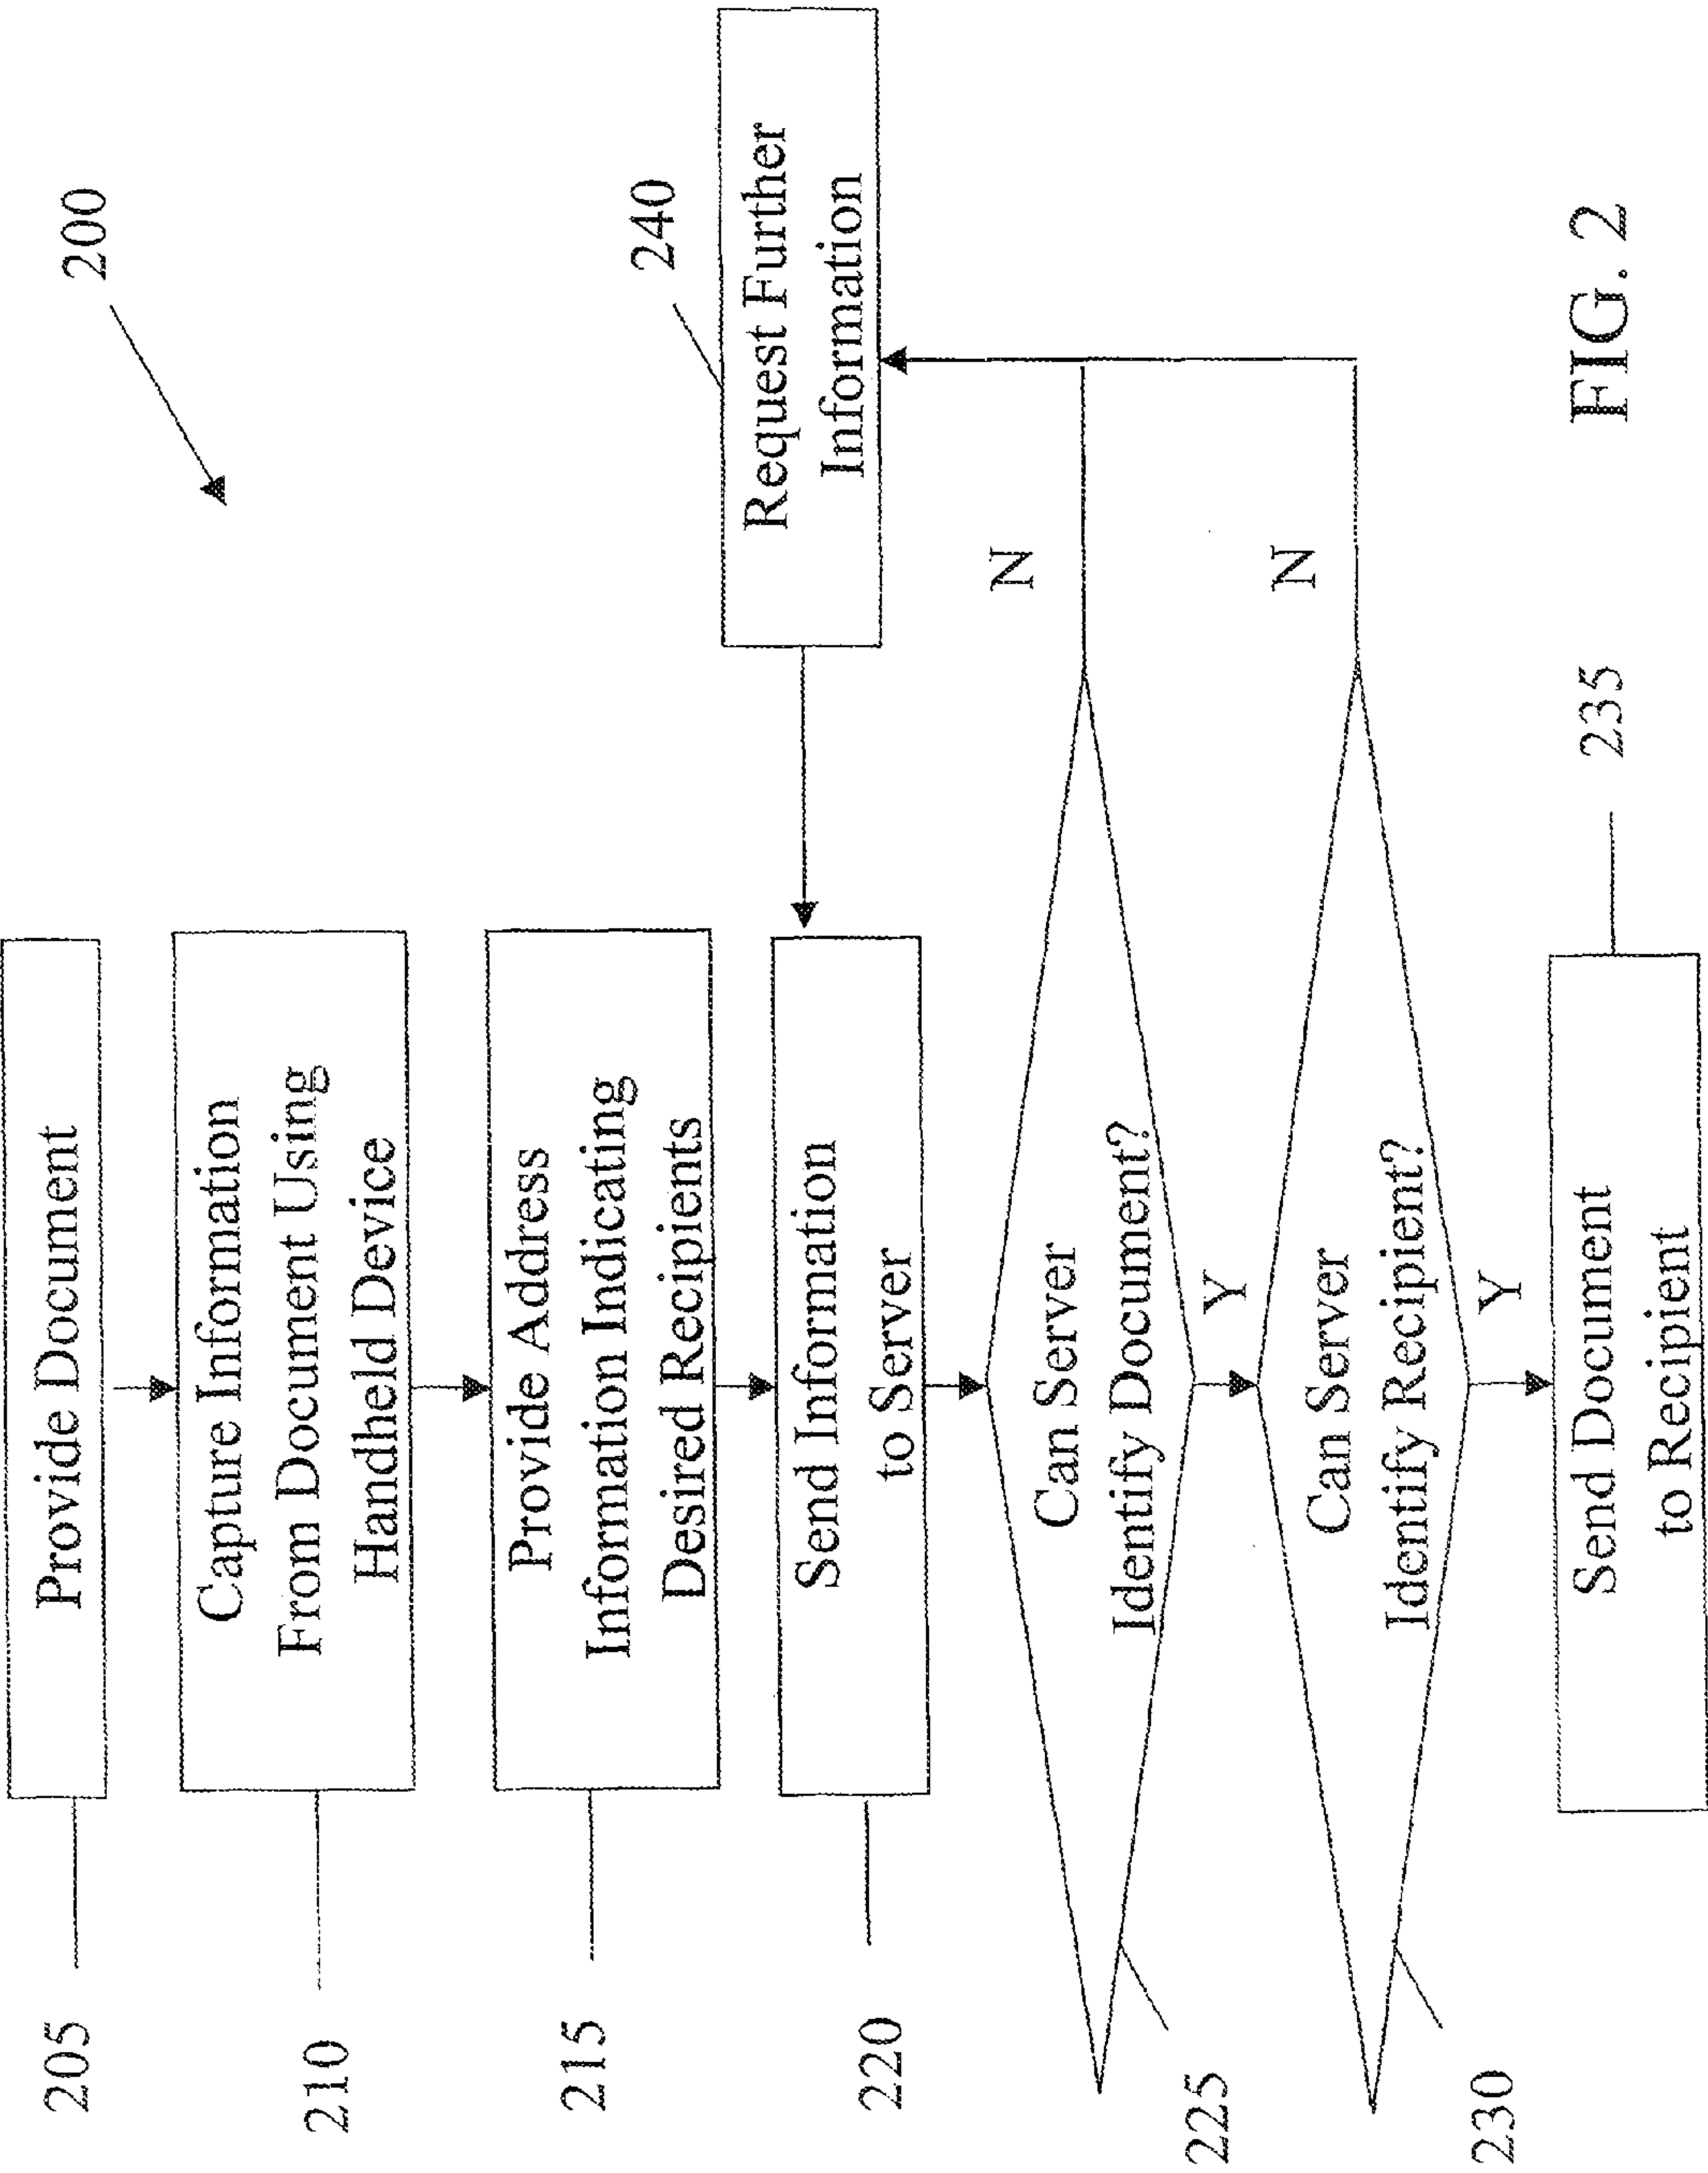 200
205
Provide Document
210
Capture Information
From Document Using
Handheld Device
215
Provide Address
Information Indicating
Desired Recipients
240
Request Further
Information
220
Send Information
to Server
225
Can Server
Identify Document?
N
Y
230
Can Server
Identify Recipient?
N
Y
235
Send Document
to Recipient
FIG. 2